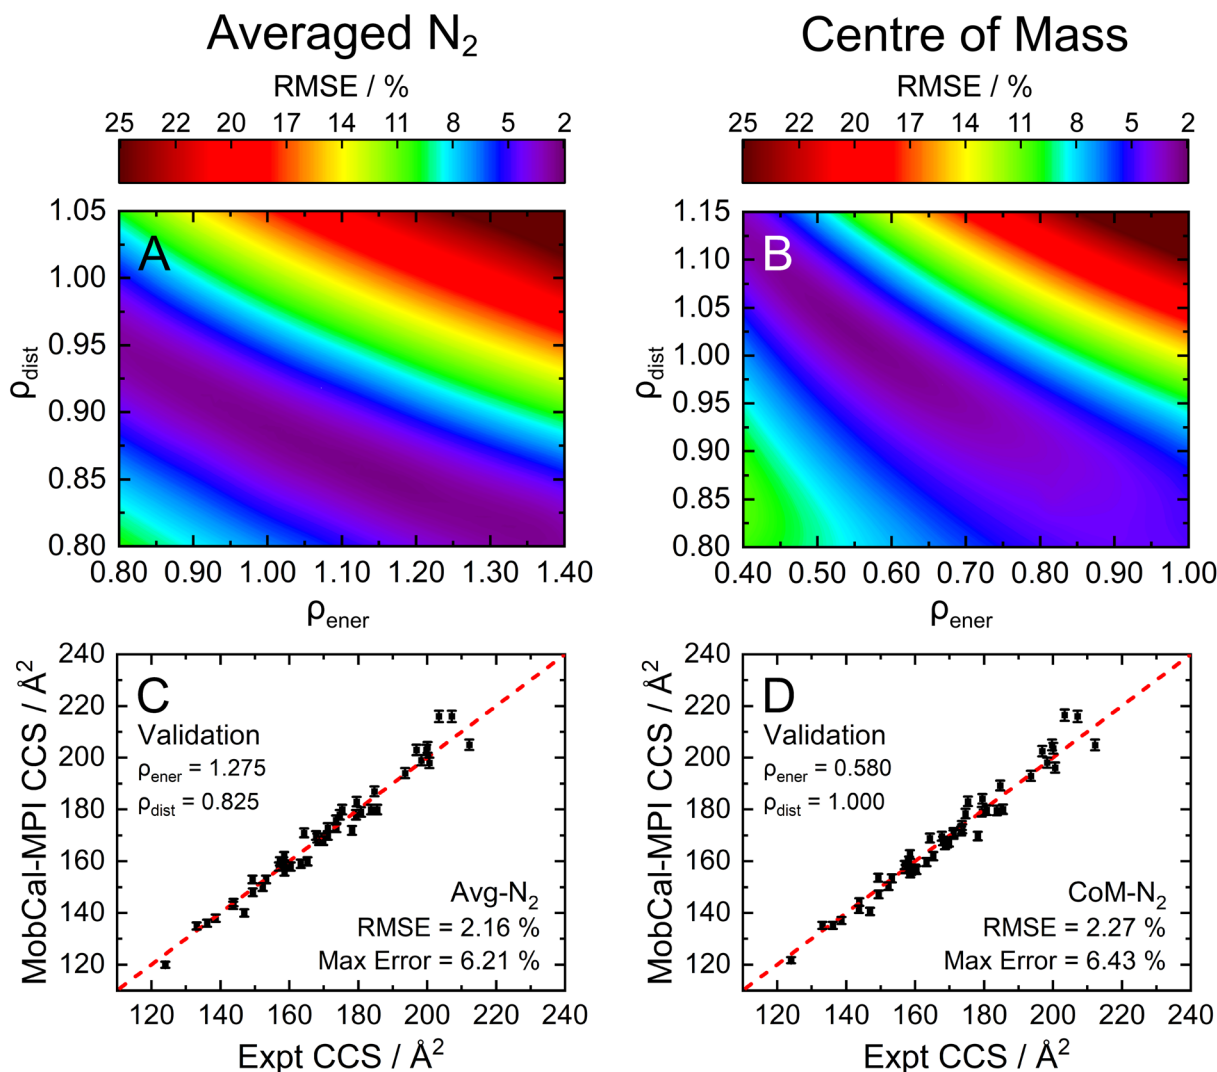 Averaged N₂
Centre of Mass
RMSE / %
RMSE / %
25 22 20 17 14 11 8 5 2
25 22 20 17 14 11 8 5 2
A
1.05
1.00
0.95
0.90
0.85
0.80
ρdist
0.80 0.90 1.00 1.10 1.20 1.30 1.40
ρener
B
1.15
1.10
1.05
1.00
0.95
0.90
0.85
0.80
ρdist
0.40 0.50 0.60 0.70 0.80 0.90 1.00
ρener
C
Validation
ρener = 1.275
ρdist = 0.825
Avg-N₂
RMSE = 2.16 %
Max Error = 6.21 %
240
220
200
180
160
140
120
MobCal-MPI CCS / Å²
120 140 160 180 200 220 240
Expt CCS / Å²
D
Validation
ρener = 0.580
ρdist = 1.000
CoM-N₂
RMSE = 2.27 %
Max Error = 6.43 %
240
220
200
180
160
140
120
MobCal-MPI CCS / Å²
120 140 160 180 200 220 240
Expt CCS / Å²